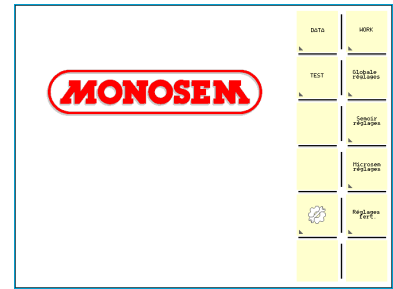 MONOSEM
DATA
WORK
TEST
Globale
réglages
Semoir
réglages
Microsem
réglages
Réglages
fert.